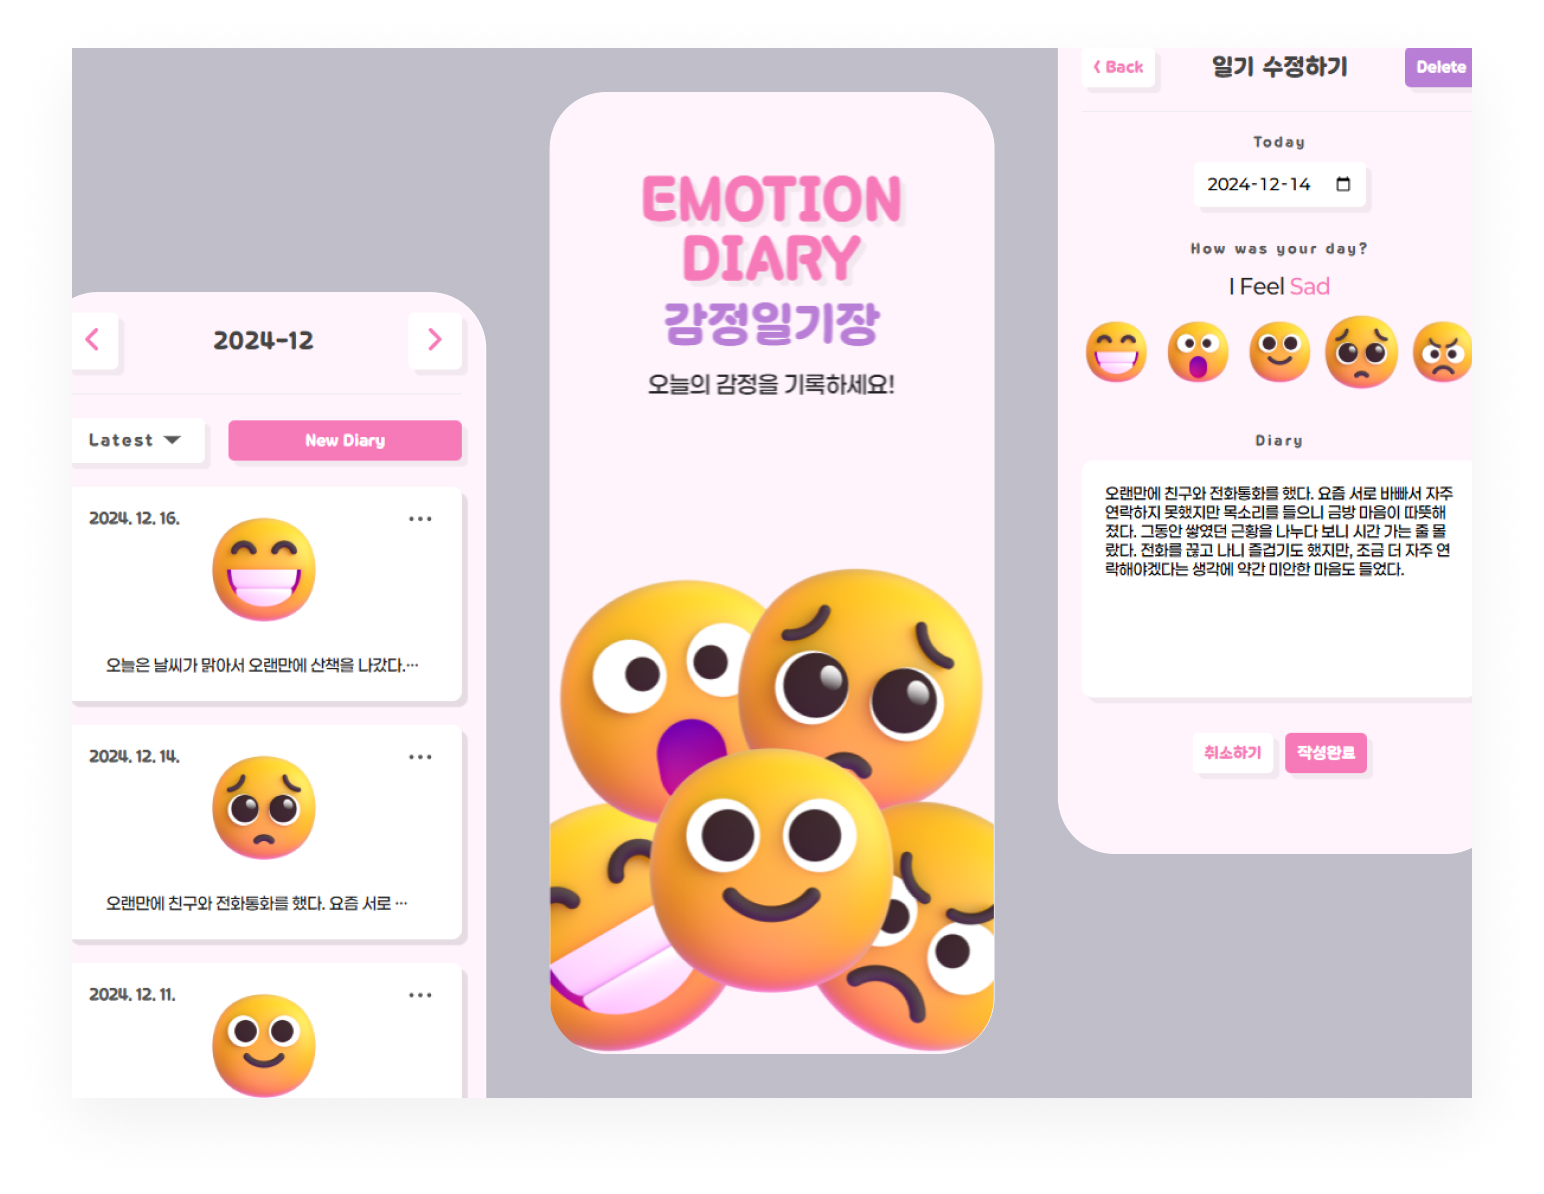 2024-12
Latest
New Diary
2024. 12. 16.
오늘은 날씨가 맑아서 오랜만에 산책을 나갔다.…
2024. 12. 14.
오랜만에 친구와 전화통화를 했다. 요즘 서로 …
2024. 12. 11.
EMOTION
DIARY
감정일기장
오늘의 감정을 기록하세요!
Back
일기 수정하기
Delete
Today
2024-12-14
How was your day?
I Feel Sad
Diary
오랜만에 친구와 전화통화를 했다. 요즘 서로 바빠서 자주
연락하지 못했지만 목소리를 들으니 금방 마음이 따뜻해
졌다. 그동안 쌓였던 근황을 나누다 보니 시간 가는 줄 몰
랐다. 전화를 끊고 나니 즐겁기도 했지만, 조금 더 자주 연
락해야겠다는 생각에 약간 미안한 마음도 들었다.
취소하기
작성완료